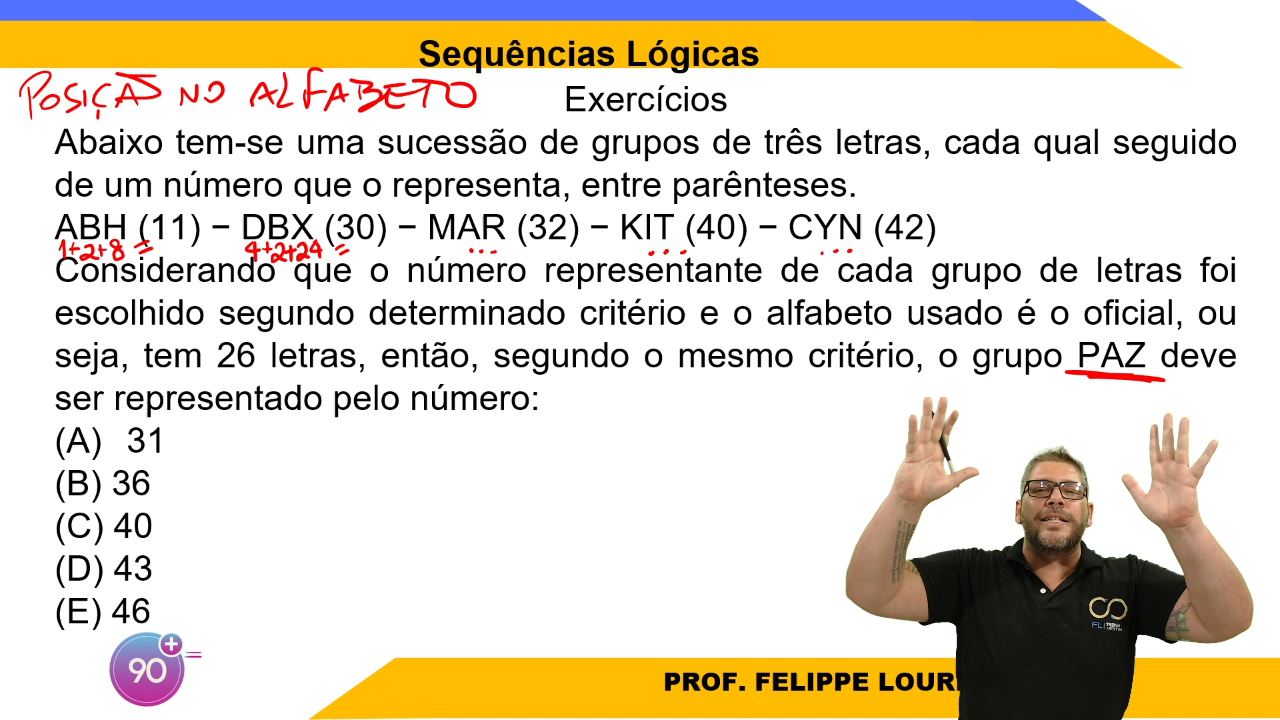 Sequências Lógicas
POSIÇÃO NO ALFABETO
Exercícios
Abaixo tem-se uma sucessão de grupos de três letras, cada qual seguido
de um número que o representa, entre parênteses.
ABH (11) − DBX (30) − MAR (32) − KIT (40) − CYN (42)
1+2+8 = 4+2+24 = ... ... ...
Considerando que o número representante de cada grupo de letras foi
escolhido segundo determinado critério e o alfabeto usado é o oficial, ou
seja, tem 26 letras, então, segundo o mesmo critério, o grupo PAZ deve
ser representado pelo número:
(A) 31
(B) 36
(C) 40
(D) 43
(E) 46
90+
PROF. FELIPPE LOUR